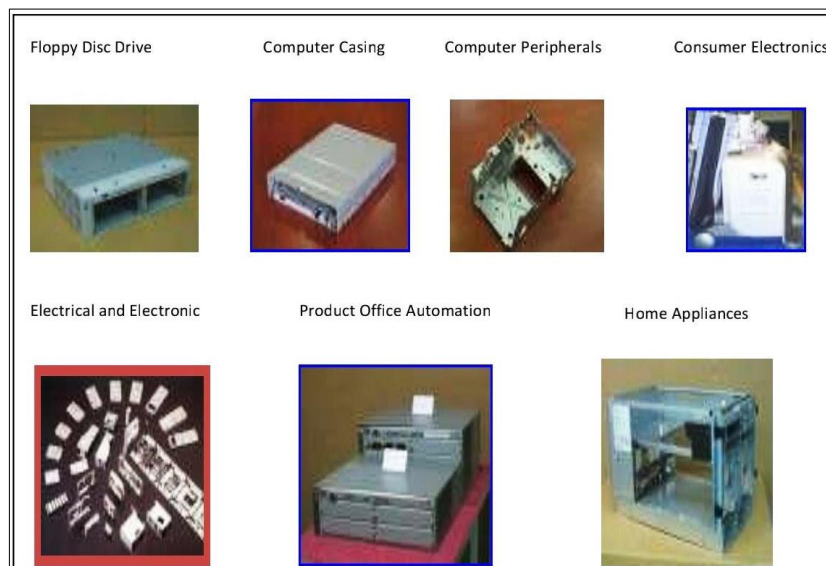 Floppy Disc Drive
Computer Casing
Computer Peripherals
Consumer Electronics
Electrical and Electronic
Product Office Automation
Home Appliances